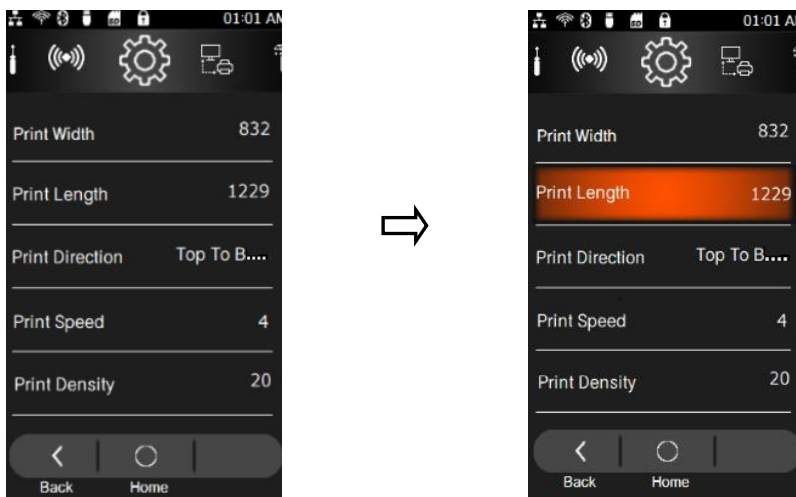 01:01 AM
Print Width 832
Print Length 1229
Print Direction Top To B....
Print Speed 4
Print Density 20
Back Home
01:01 A
Print Width 832
Print Length 1229
Print Direction Top To B....
Print Speed 4
Print Density 20
Back Home